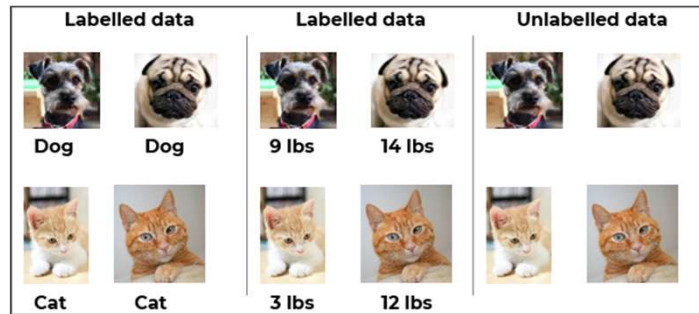 Labelled data
Dog Dog
Cat Cat
Labelled data
9 lbs 14 lbs
3 lbs 12 lbs
Unlabelled data